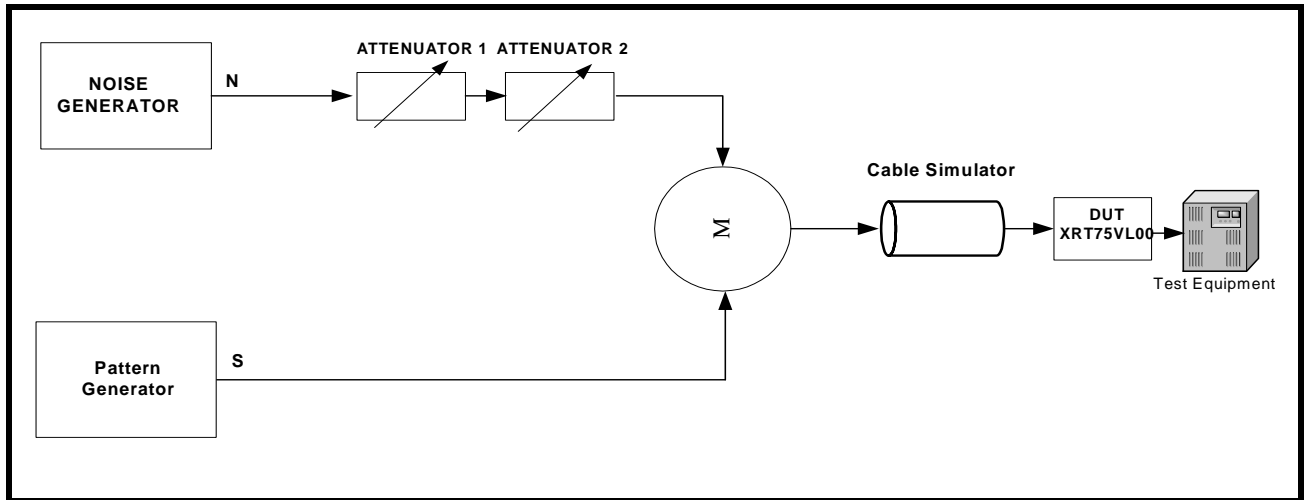 NOISE
GENERATOR
N
ATTENUATOR 1 ATTENUATOR 2
M
Cable Simulator
DUT
XRT75VL00
Test Equipment
Pattern
Generator
S